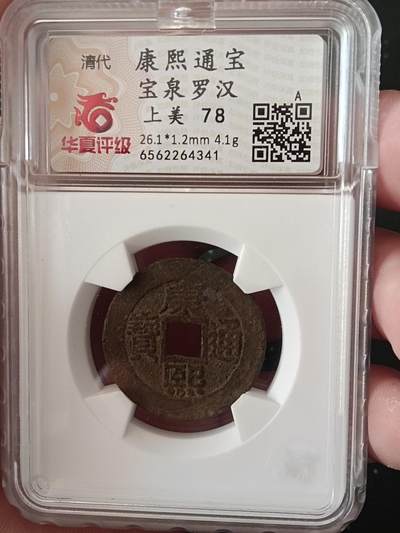 清代
康熙通宝
宝泉罗汉
上美 78
A
华夏评级
26.1*1.2mm 4.1g
6562264341
康熙通寶